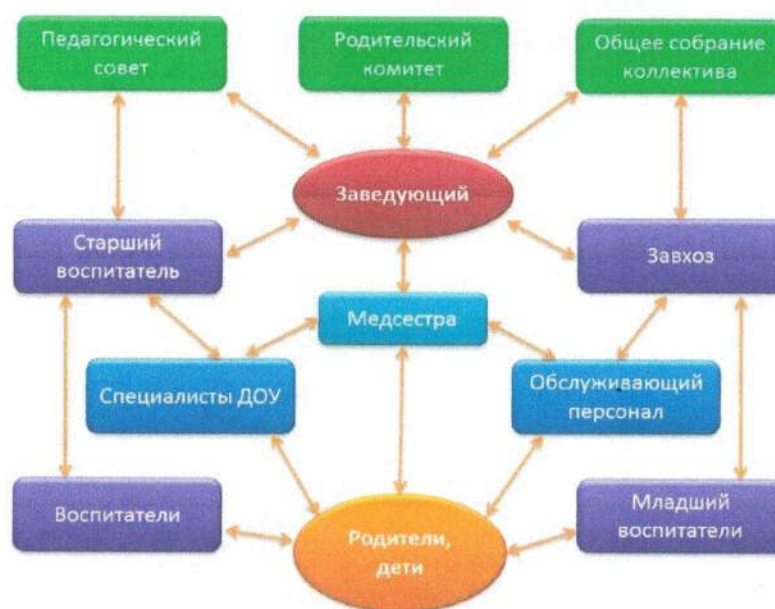 Педагогический
совет
Родительский
комитет
Общее собрание
коллектива
Заведующий
Старший
воспитатель
Завхоз
Медсестра
Специалисты ДОУ
Обслуживающий
персонал
Воспитатели
Родители,
дети
Младший
воспитатели